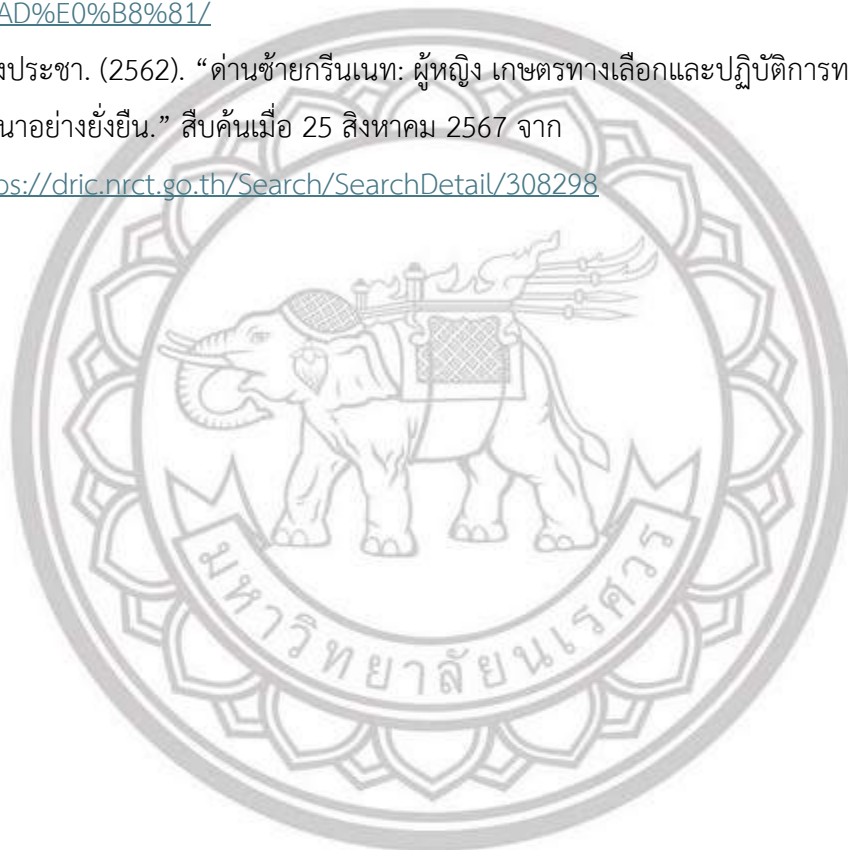 AD%E0%B8%81/
งประชา. (2562). “ด่านซ้ายกรีนเนท: ผู้หญิง เกษตรทางเลือกและปฏิบัติการท
นาอย่างยั่งยืน.” สืบค้นเมื่อ 25 สิงหาคม 2567 จาก
ps://dric.nrct.go.th/Search/SearchDetail/308298
มหาวิทยาลัยนเรศวร